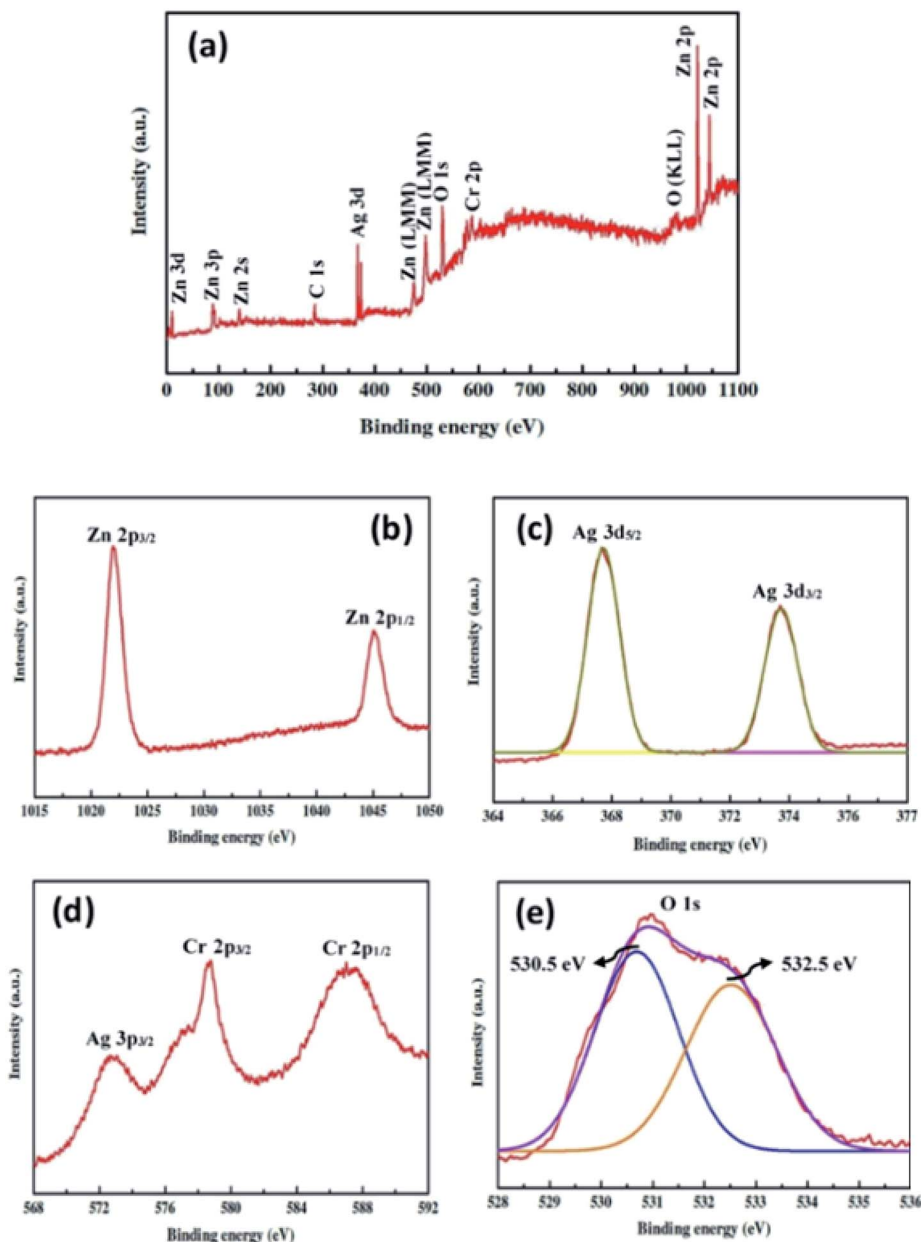 (a)
Zn 3d
Zn 3p
Zn 2s
C 1s
Ag 3d
Zn (LMM)
Zn (LMM)
O 1s
Cr 2p
O (KLL)
Zn 2p
Zn 2p
Intensity (a.u.)
0 100 200 300 400 500 600 700 800 900 1000 1100
Binding energy (eV)
(b)
Zn 2p3/2
Zn 2p1/2
Intensity (a.u.)
1015 1020 1025 1030 1035 1040 1045 1050
Binding energy (eV)
(c)
Ag 3d5/2
Ag 3d3/2
Intensity (a.u.)
364 366 368 370 372 374 376 377
Binding energy (eV)
(d)
Cr 2p3/2
Cr 2p1/2
Ag 3p3/2
Intensity (a.u.)
568 572 576 580 584 588 592
Binding energy (eV)
(e)
O 1s
530.5 eV
532.5 eV
Intensity (a.u.)
528 529 530 531 532 533 534 535 536
Binding energy (eV)